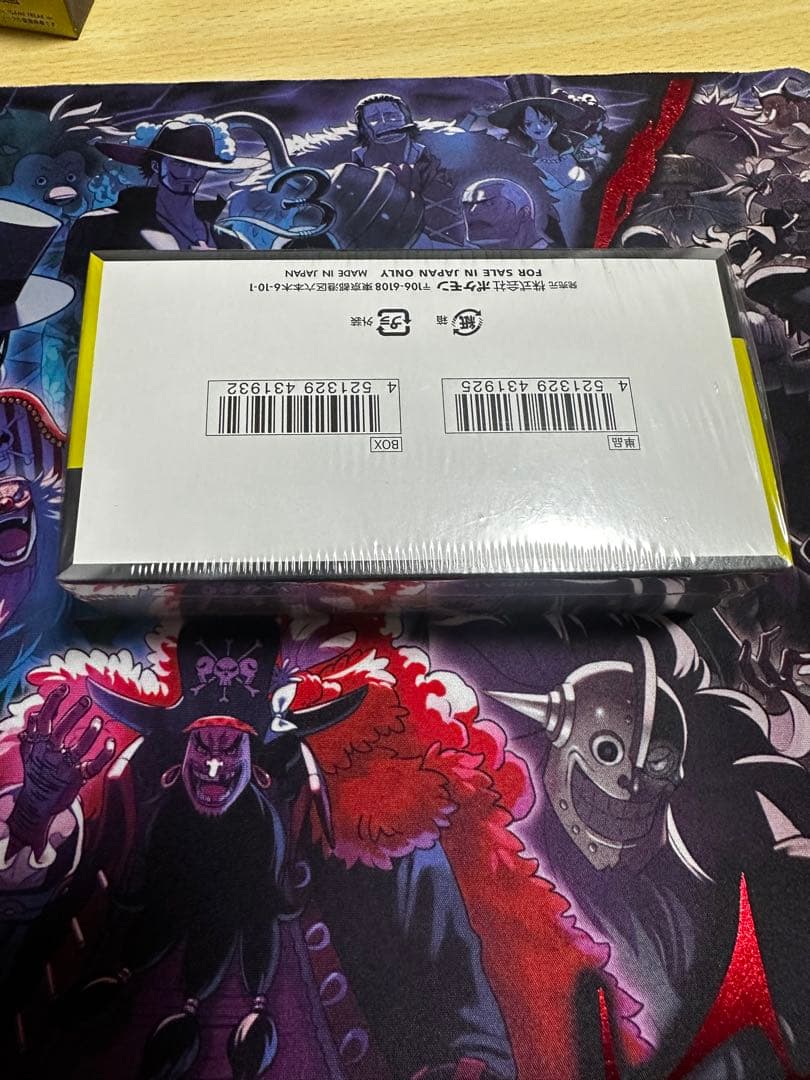 単品
4 521329 431925
BOX
4 521329 431932
紙
箱
プラ
外装
発売元 株式会社ポケモン 〒106-6108 東京都港区六本木6-10-1
FOR SALE IN JAPAN ONLY MADE IN JAPAN